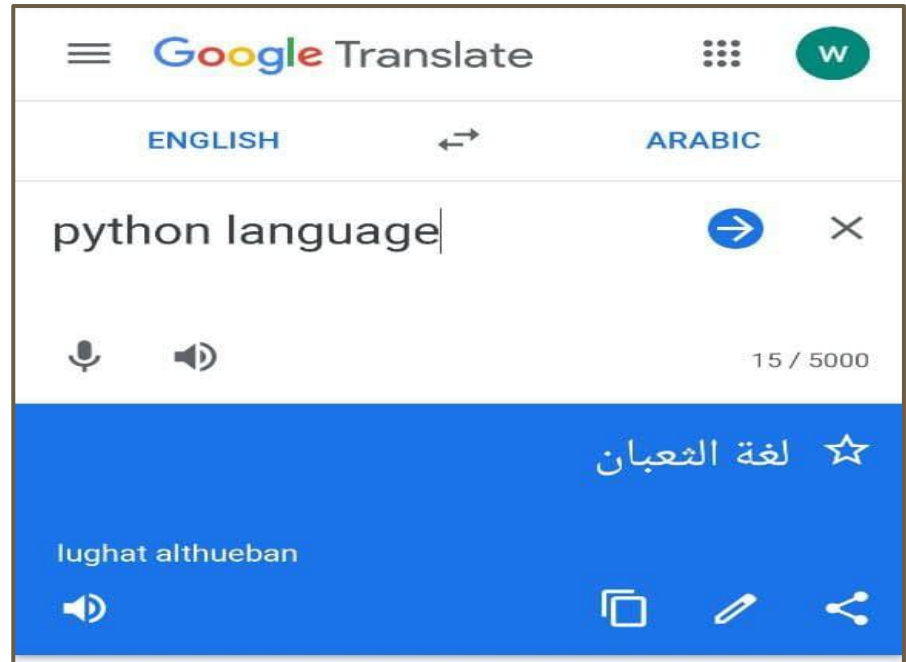 Google Translate
W
ENGLISH ARABIC
python language
15 / 5000
لغة الثعبان
lughat althueban